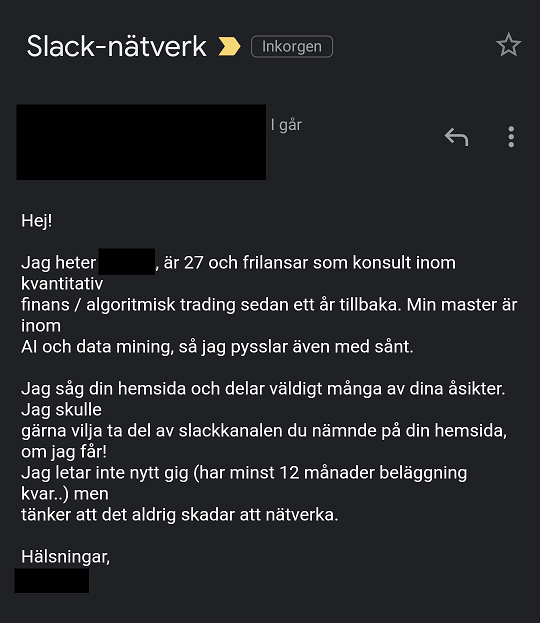 Slack-nätverk Inkorgen
I går
Hej!
Jag heter , är 27 och frilansar som konsult inom
kvantitativ
finans / algoritmisk trading sedan ett år tillbaka. Min master är
inom
AI och data mining, så jag pysslar även med sånt.
Jag såg din hemsida och delar väldigt många av dina åsikter.
Jag skulle
gärna vilja ta del av slackkanalen du nämnde på din hemsida,
om jag får!
Jag letar inte nytt gig (har minst 12 månader beläggning
kvar..) men
tänker att det aldrig skadar att nätverka.
Hälsningar,